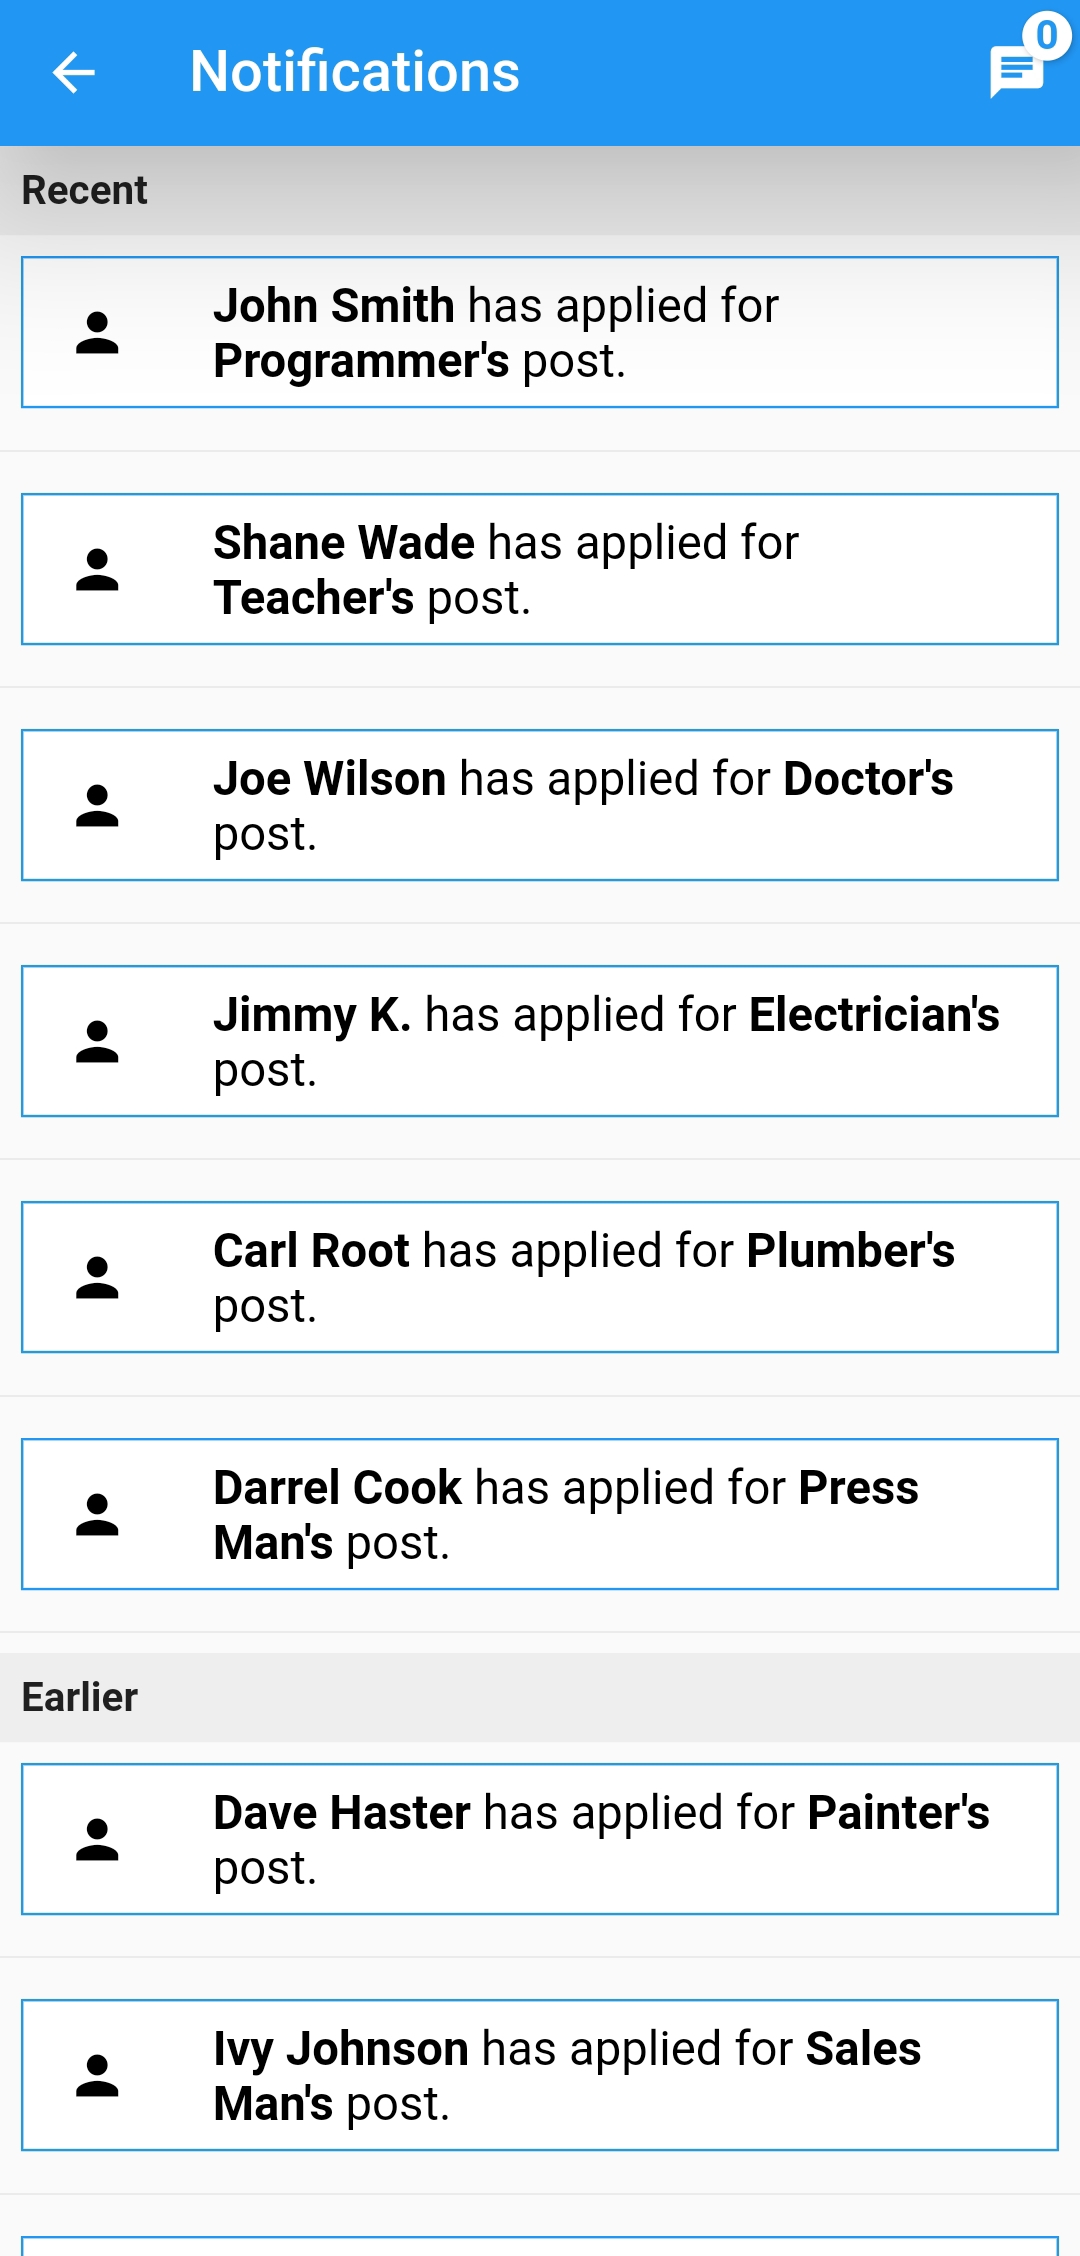 Notifications
0
Recent
John Smith has applied for
Programmer's post.
Shane Wade has applied for
Teacher's post.
Joe Wilson has applied for Doctor's
post.
Jimmy K. has applied for Electrician's
post.
Carl Root has applied for Plumber's
post.
Darrel Cook has applied for Press
Man's post.
Earlier
Dave Haster has applied for Painter's
post.
Ivy Johnson has applied for Sales
Man's post.